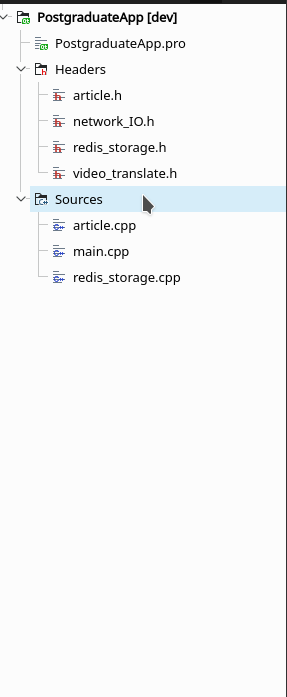 PostgraduateApp [dev]
PostgraduateApp.pro
Headers
article.h
network_IO.h
redis_storage.h
video_translate.h
Sources
article.cpp
main.cpp
redis_storage.cpp